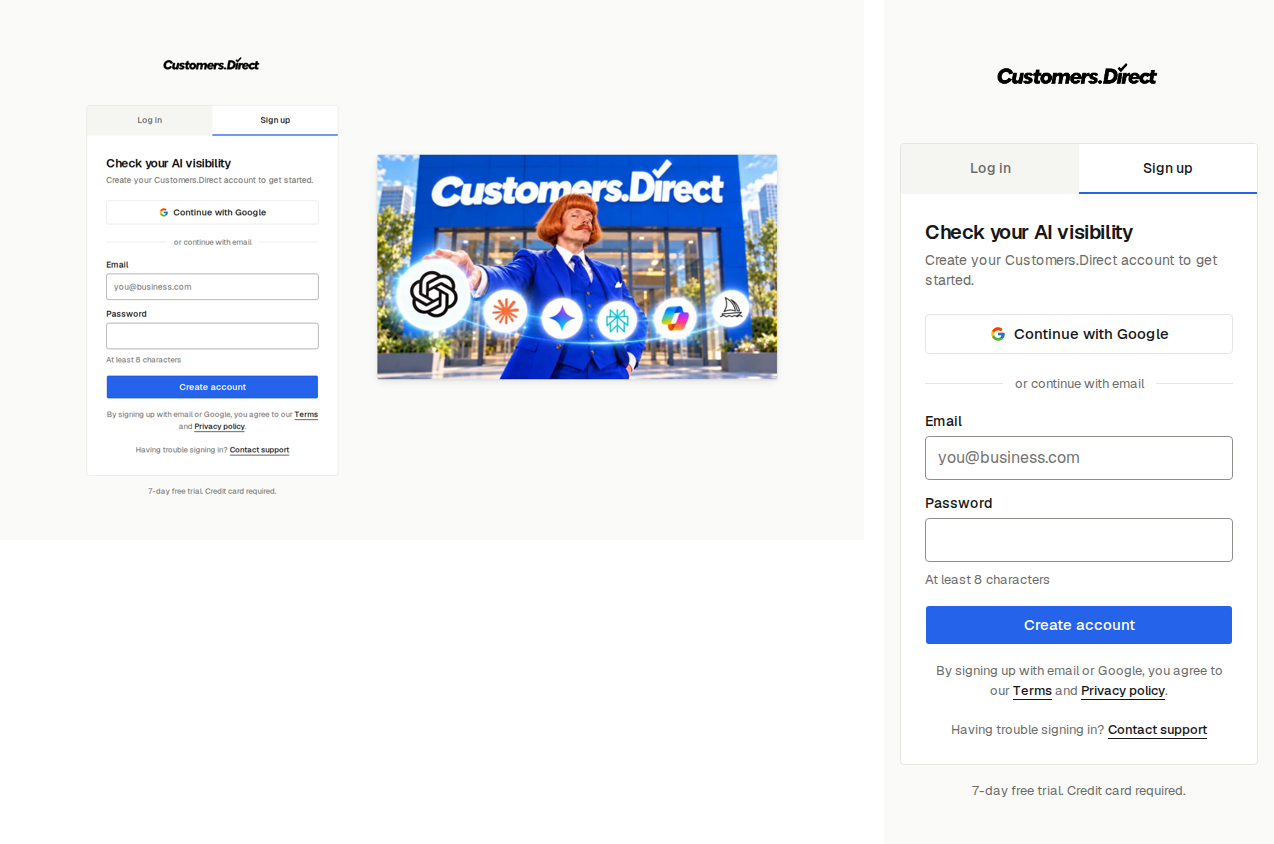 Customers.Direct
Log in
Sign up
Check your AI visibility
Create your Customers.Direct account to get started.
Continue with Google
or continue with email
Email
you@business.com
Password
At least 8 characters
Create account
By signing up with email or Google, you agree to our Terms
and Privacy policy.
Having trouble signing in? Contact support
7-day free trial. Credit card required.
Customers.Direct
Customers.Direct
Log in
Sign up
Check your AI visibility
Create your Customers.Direct account to get
started.
Continue with Google
or continue with email
Email
you@business.com
Password
At least 8 characters
Create account
By signing up with email or Google, you agree to
our Terms and Privacy policy.
Having trouble signing in? Contact support
7-day free trial. Credit card required.